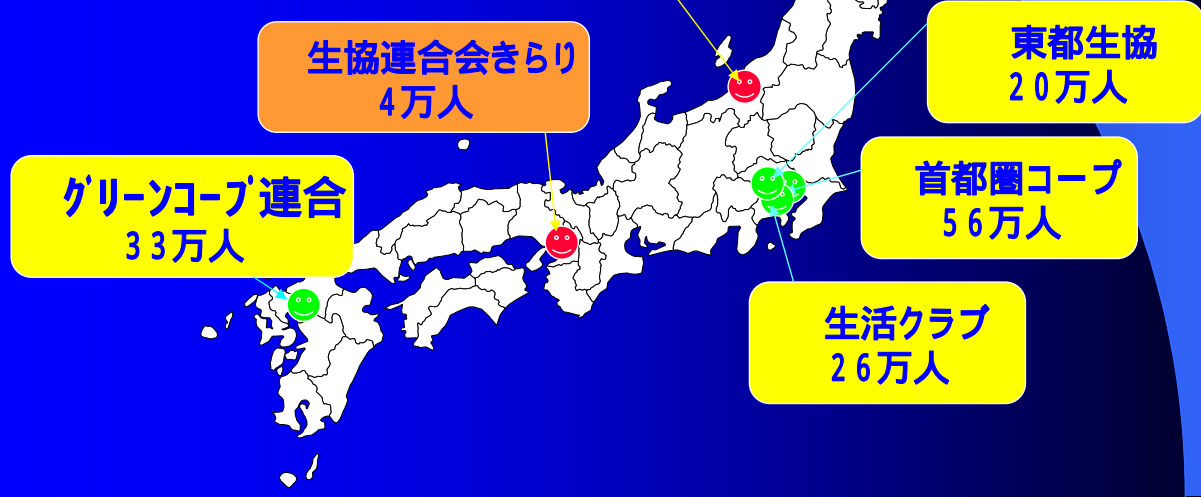 生協連合会きらり
4万人
東都生協
20万人
グリーンコープ連合
33万人
首都圏コープ
56万人
生活クラブ
26万人